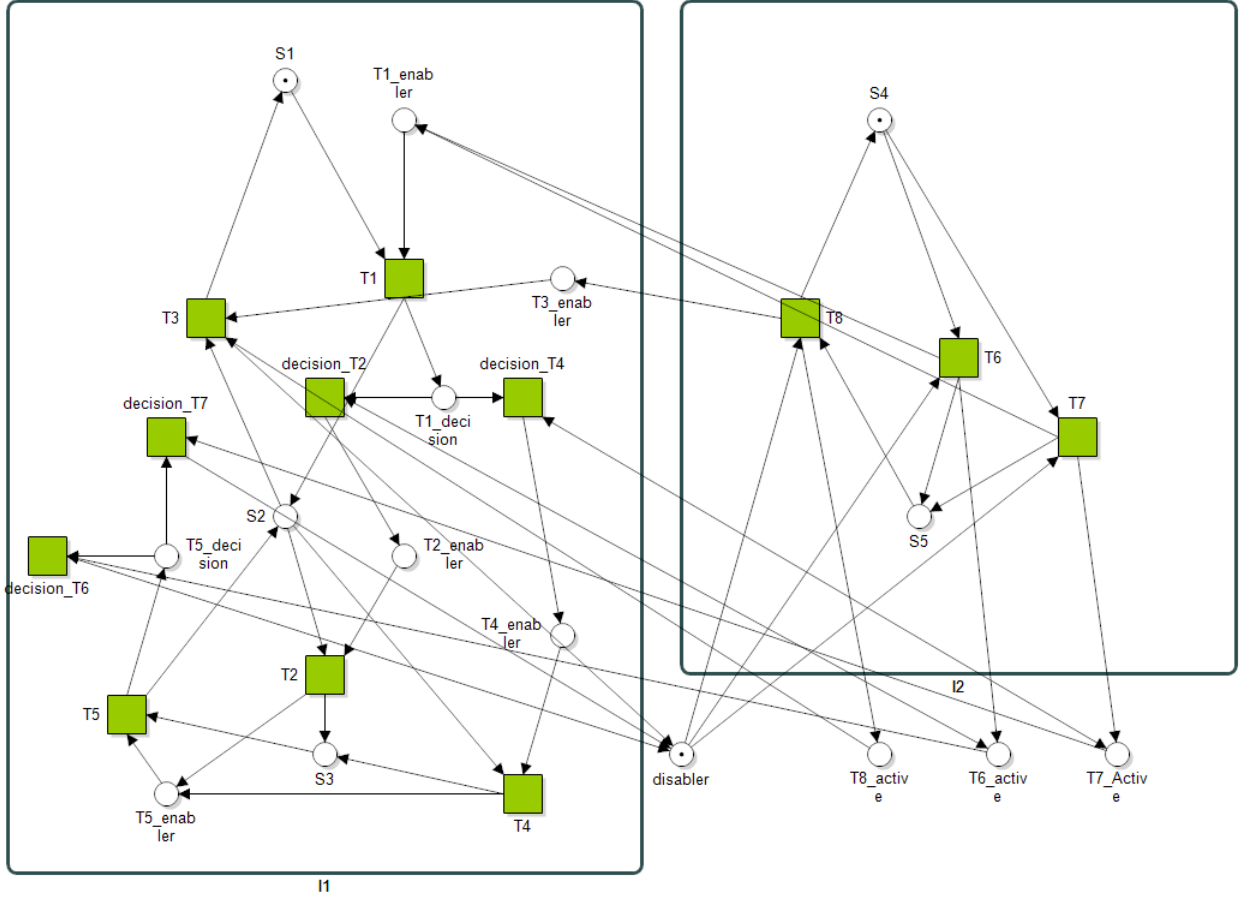 S1
T1_enab
ler
S4
T1
T3_enab
ler
T3
T8
T6
decision_T2
decision_T4
decision_T7
T1_deci
sion
T7
S2
T5_deci
sion
T2_enab
ler
S5
decision_T6
T4_enab
ler
T2
I2
T5
S3
disabler
T8_activ
e
T6_activ
e
T7_Activ
e
T5_enab
ler
T4
I1